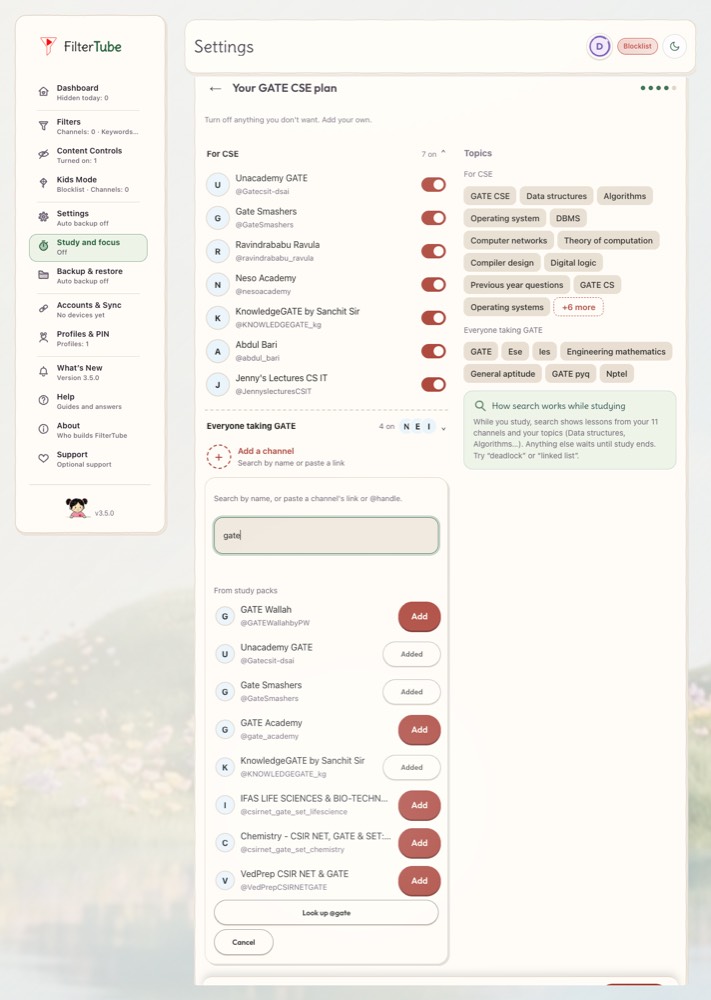 FilterTube
Dashboard
Hidden today: 0
Filters
Channels: 0 · Keywords...
Content Controls
Turned on: 1
Kids Mode
Blocklist · Channels: 0
Settings
Auto backup off
Study and focus
Off
Backup & restore
Auto backup off
Accounts & Sync
No devices yet
Profiles & PIN
Profiles: 1
What's New
Version 3.5.0
Help
Guides and answers
About
Who builds FilterTube
Support
Optional support
v3.5.0
Settings
D
Blocklist
← Your GATE CSE plan
Turn off anything you don't want. Add your own.
For CSE
7 on
U
Unacademy GATE
@Gatecsit-dsai
G
Gate Smashers
@GateSmashers
R
Ravindrababu Ravula
@ravindrababu_ravula
N
Neso Academy
@nesoacademy
K
KnowledgeGATE by Sanchit Sir
@KNOWLEDGEGATE_kg
A
Abdul Bari
@abdul_bari
J
Jenny's Lectures CS IT
@JennyslecturesCSIT
Everyone taking GATE
4 on N E I
+
Add a channel
Search by name or paste a link
Search by name, or paste a channel's link or @handle.
gate
From study packs
G
GATE Wallah
@GATEWallahbyPW
Add
U
Unacademy GATE
@Gatecsit-dsai
Added
G
Gate Smashers
@GateSmashers
Added
G
GATE Academy
@gate_academy
Add
K
KnowledgeGATE by Sanchit Sir
@KNOWLEDGEGATE_kg
Added
I
IFAS LIFE SCIENCES & BIO-TECHN...
@csirnet_gate_set_lifescience
Add
C
Chemistry - CSIR NET, GATE & SET:...
@csirnet_gate_set_chemistry
Add
V
VedPrep CSIR NET & GATE
@VedPrepCSIRNETGATE
Add
Look up @gate
Cancel
Topics
For CSE
GATE CSE Data structures Algorithms
Operating system DBMS
Computer networks Theory of computation
Compiler design Digital logic
Previous year questions GATE CS
Operating systems +6 more
Everyone taking GATE
GATE Ese Ies Engineering mathematics
General aptitude GATE pyq Nptel
How search works while studying
While you study, search shows lessons from your 11
channels and your topics (Data structures,
Algorithms...). Anything else waits until study ends.
Try "deadlock" or "linked list".